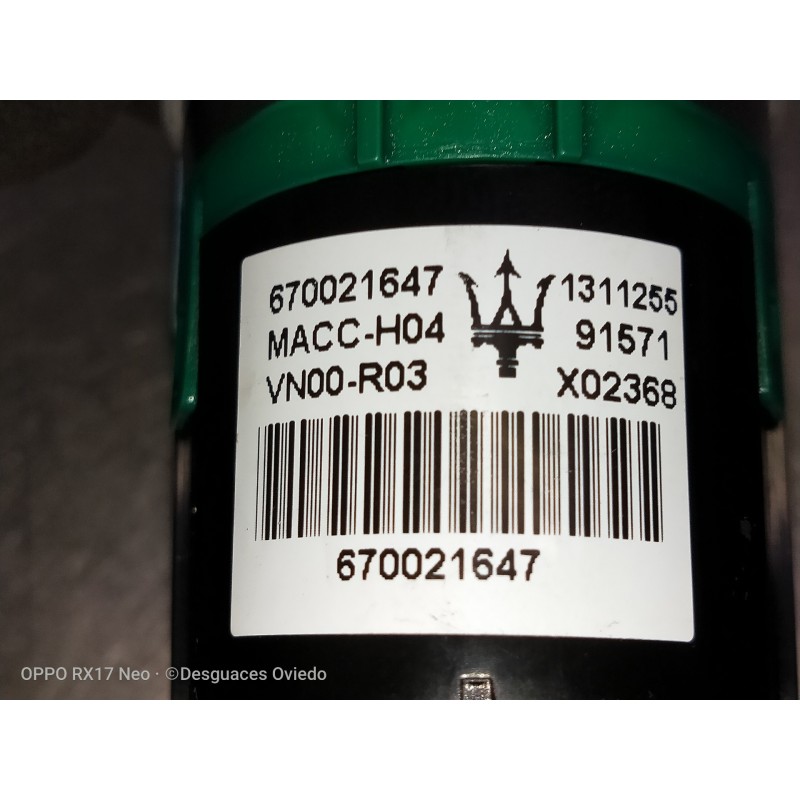 670021647 1311255
MACC-H04 91571
VN00-R03 X02368
670021647
OPPO RX17 Neo · ©Desguaces Oviedo